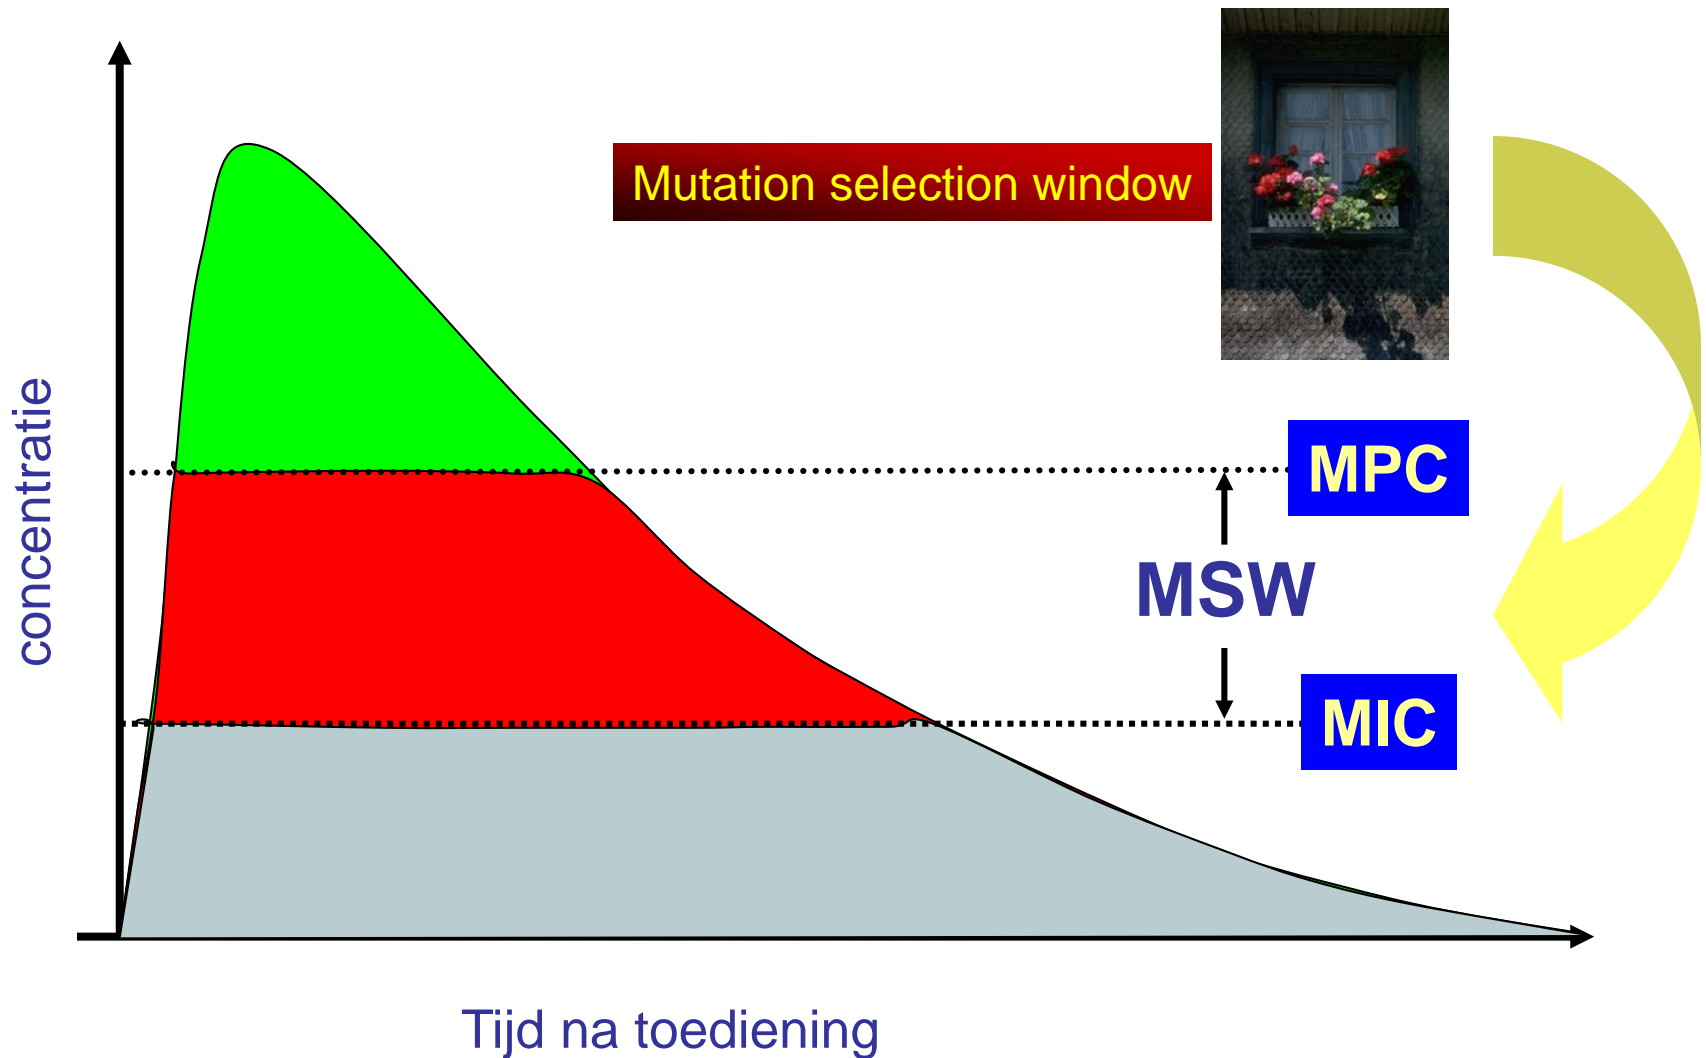 Mutation selection window
concentratie
MPC
MSW
MIC
Tijd na toediening